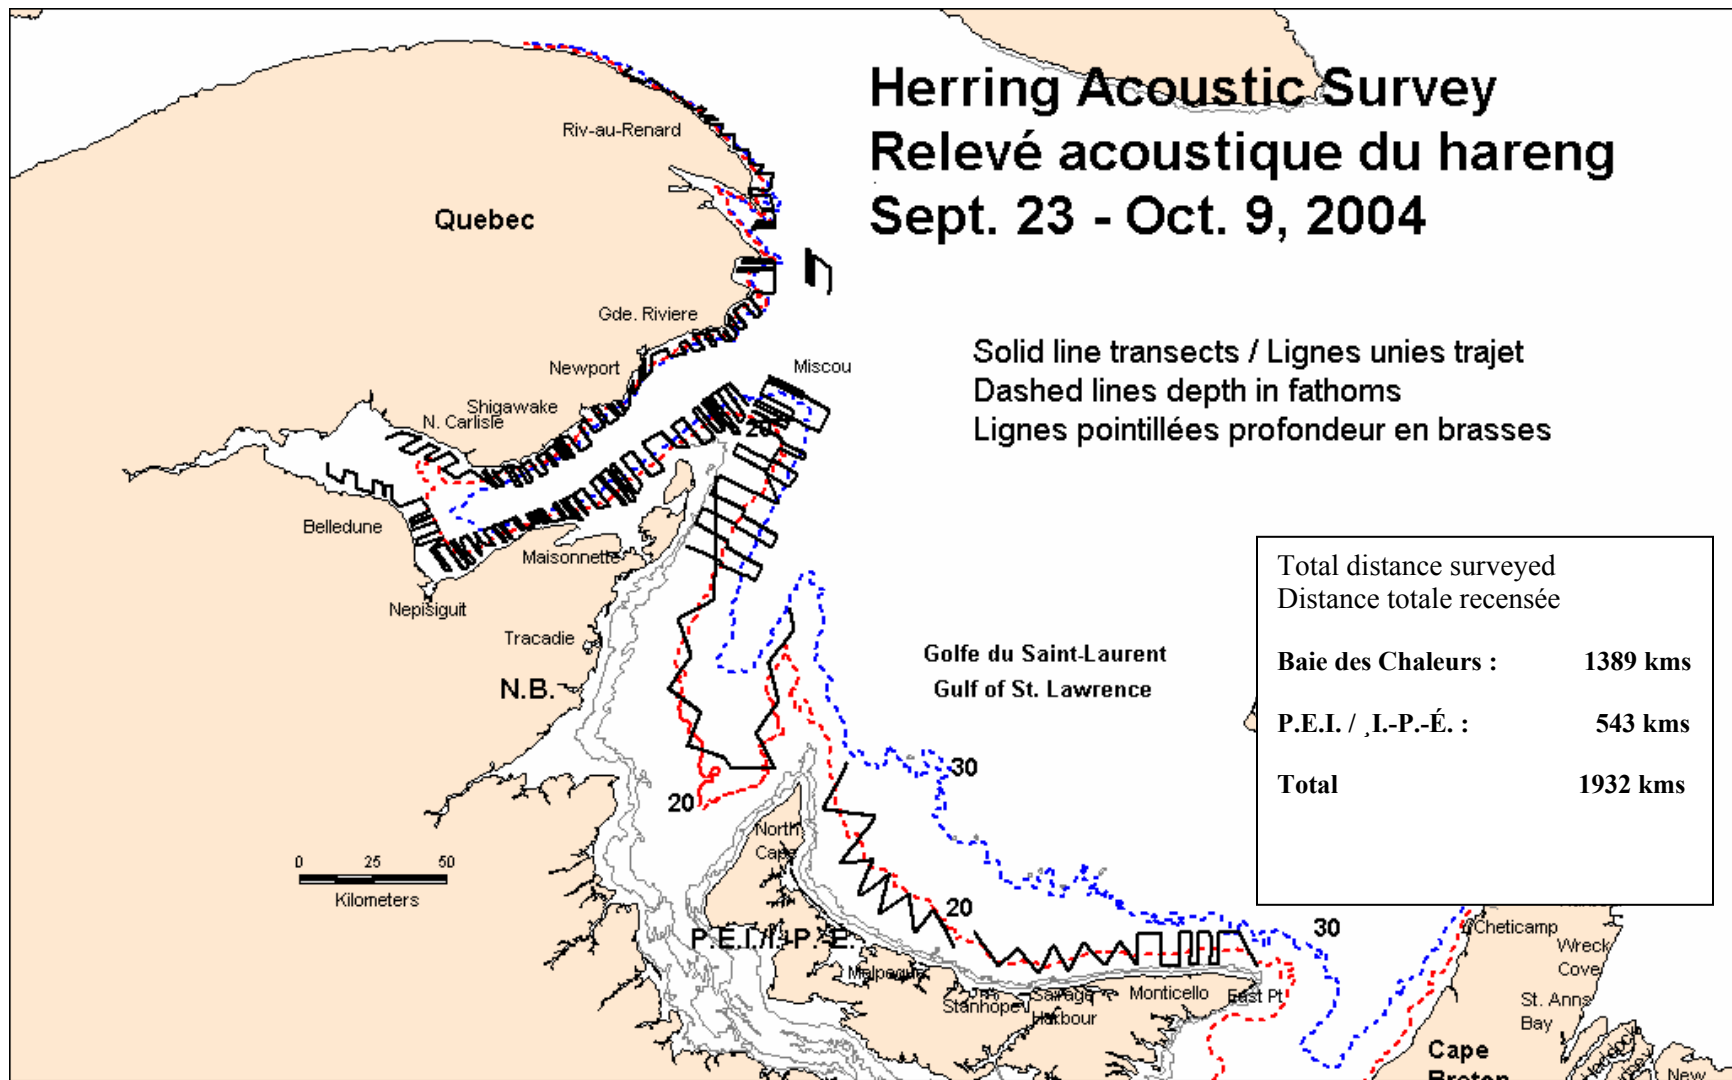 Herring Acoustic Survey
Relevé acoustique du hareng
Sept. 23 - Oct. 9, 2004
Riv-au-Renard
Quebec
Gde. Riviere
Solid line transects / Lignes unies trajet
Dashed lines depth in fathoms
Lignes pointillées profondeur en brasses
Miscou
Newport
Shigawake
N. Carlisle
20
Belledune
Maisonnette
Nepisiguit
Tracadie
N.B.
Golfe du Saint-Laurent
Gulf of St. Lawrence
Total distance surveyed
Distance totale recensée
Baie des Chaleurs : 1389 kms
P.E.I. / ¸I.-P.-É. : 543 kms
Total 1932 kms
30
20
North
Cape
0 25 50
Kilometers
20
30
P.E.I./I.-P.-E.
Malpeque
Stanhope
Savage
Harbour
Monticello
East Pt
Cheticamp
Wreck
Cove
St. Anns
Bay
Cape
Breton
New